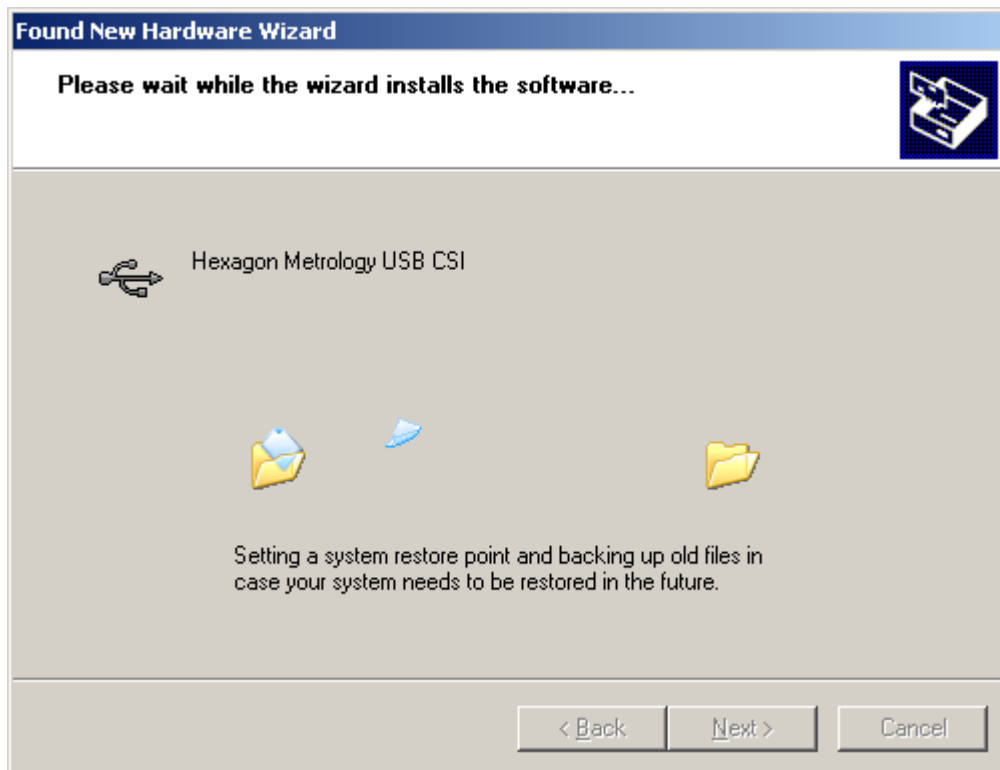 Found New Hardware Wizard
Please wait while the wizard installs the software...
Hexagon Metrology USB CSI
Setting a system restore point and backing up old files in
case your system needs to be restored in the future.
< Back
Next >
Cancel